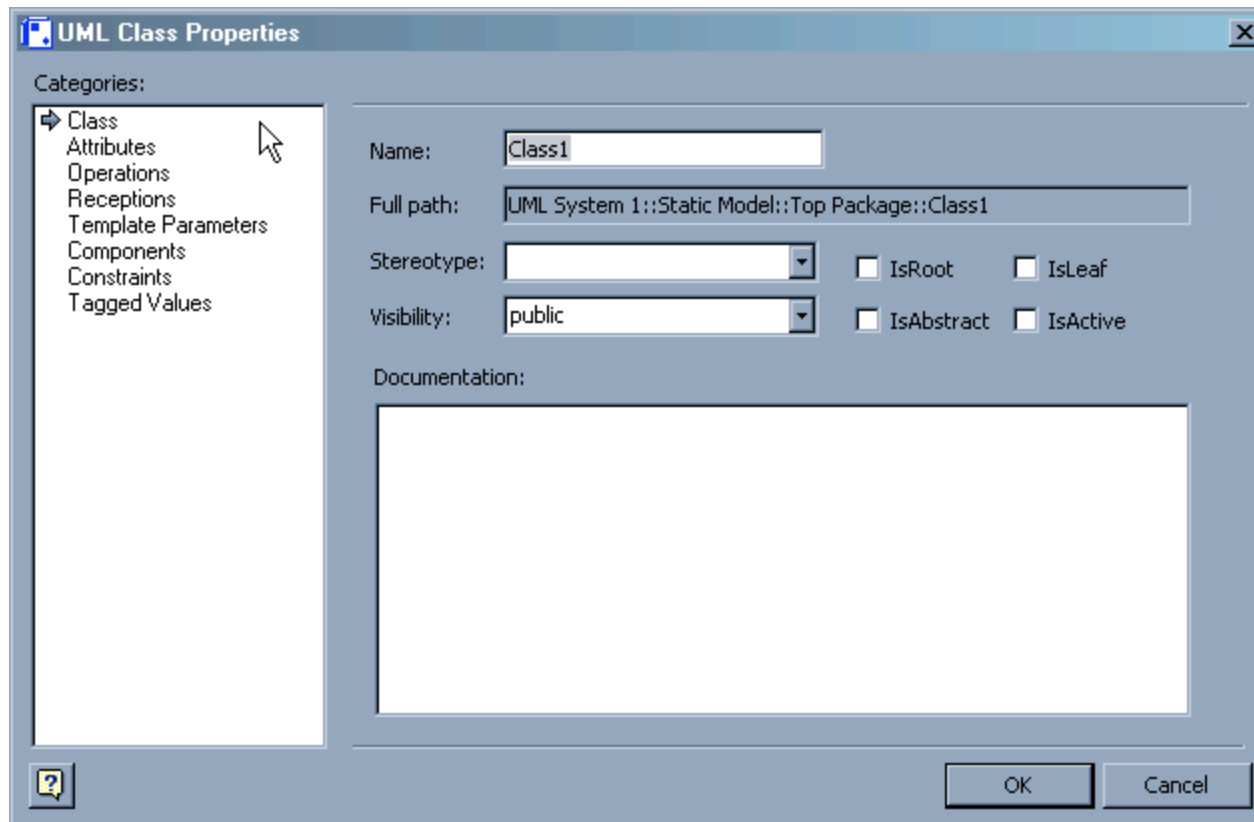 UML Class Properties
Categories:
Class
Attributes
Operations
Receptions
Template Parameters
Components
Constraints
Tagged Values
Name: Class1
Full path: UML System 1::Static Model::Top Package::Class1
Stereotype: IsRoot IsLeaf
Visibility: public IsAbstract IsActive
Documentation:
OK Cancel